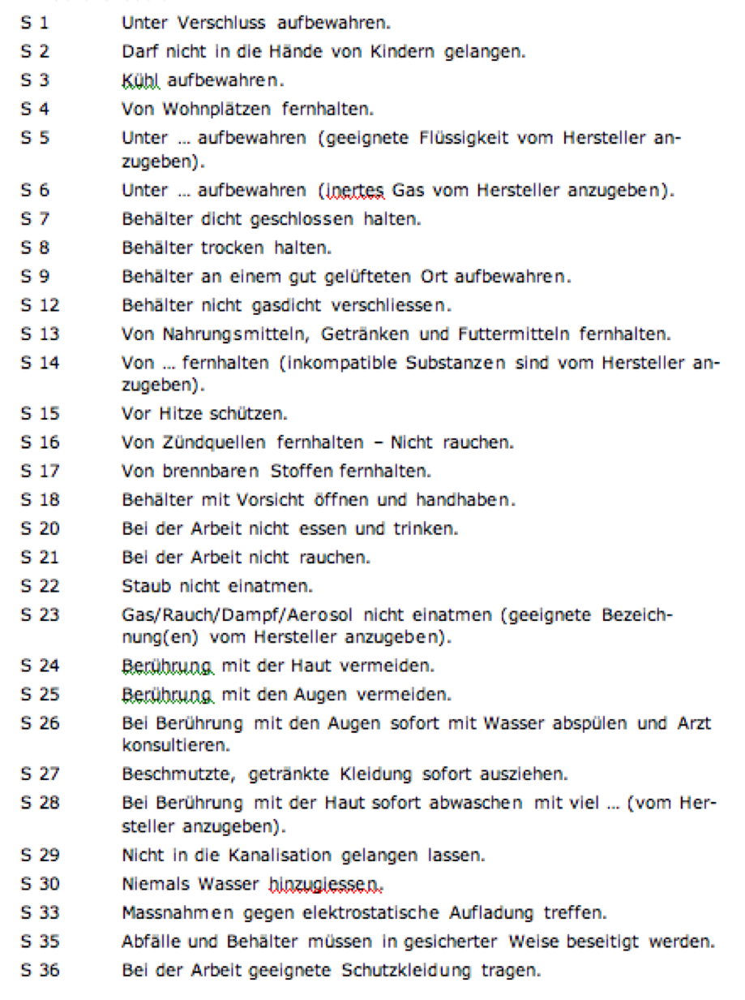 S 1 Unter Verschluss aufbewahren.
S 2 Darf nicht in die Hände von Kindern gelangen.
S 3 Kühl aufbewahren.
S 4 Von Wohnplätzen fernhalten.
S 5 Unter ... aufbewahren (geeignete Flüssigkeit vom Hersteller an-
zugeben).
S 6 Unter ... aufbewahren (inertes Gas vom Hersteller anzugeben).
S 7 Behälter dicht geschlossen halten.
S 8 Behälter trocken halten.
S 9 Behälter an einem gut gelüfteten Ort aufbewahren.
S 12 Behälter nicht gasdicht verschliessen.
S 13 Von Nahrungsmitteln, Getränken und Futtermitteln fernhalten.
S 14 Von ... fernhalten (inkompatible Substanzen sind vom Hersteller an-
zugeben).
S 15 Vor Hitze schützen.
S 16 Von Zündquellen fernhalten – Nicht rauchen.
S 17 Von brennbaren Stoffen fernhalten.
S 18 Behälter mit Vorsicht öffnen und handhaben.
S 20 Bei der Arbeit nicht essen und trinken.
S 21 Bei der Arbeit nicht rauchen.
S 22 Staub nicht einatmen.
S 23 Gas/Rauch/Dampf/Aerosol nicht einatmen (geeignete Bezeich-
nung(en) vom Hersteller anzugeben).
S 24 Berührung mit der Haut vermeiden.
S 25 Berührung mit den Augen vermeiden.
S 26 Bei Berührung mit den Augen sofort mit Wasser abspülen und Arzt
konsultieren.
S 27 Beschmutzte, getränkte Kleidung sofort ausziehen.
S 28 Bei Berührung mit der Haut sofort abwaschen mit viel ... (vom Her-
steller anzugeben).
S 29 Nicht in die Kanalisation gelangen lassen.
S 30 Niemals Wasser hinzugiessen.
S 33 Massnahmen gegen elektrostatische Aufladung treffen.
S 35 Abfälle und Behälter müssen in gesicherter Weise beseitigt werden.
S 36 Bei der Arbeit geeignete Schutzkleidung tragen.